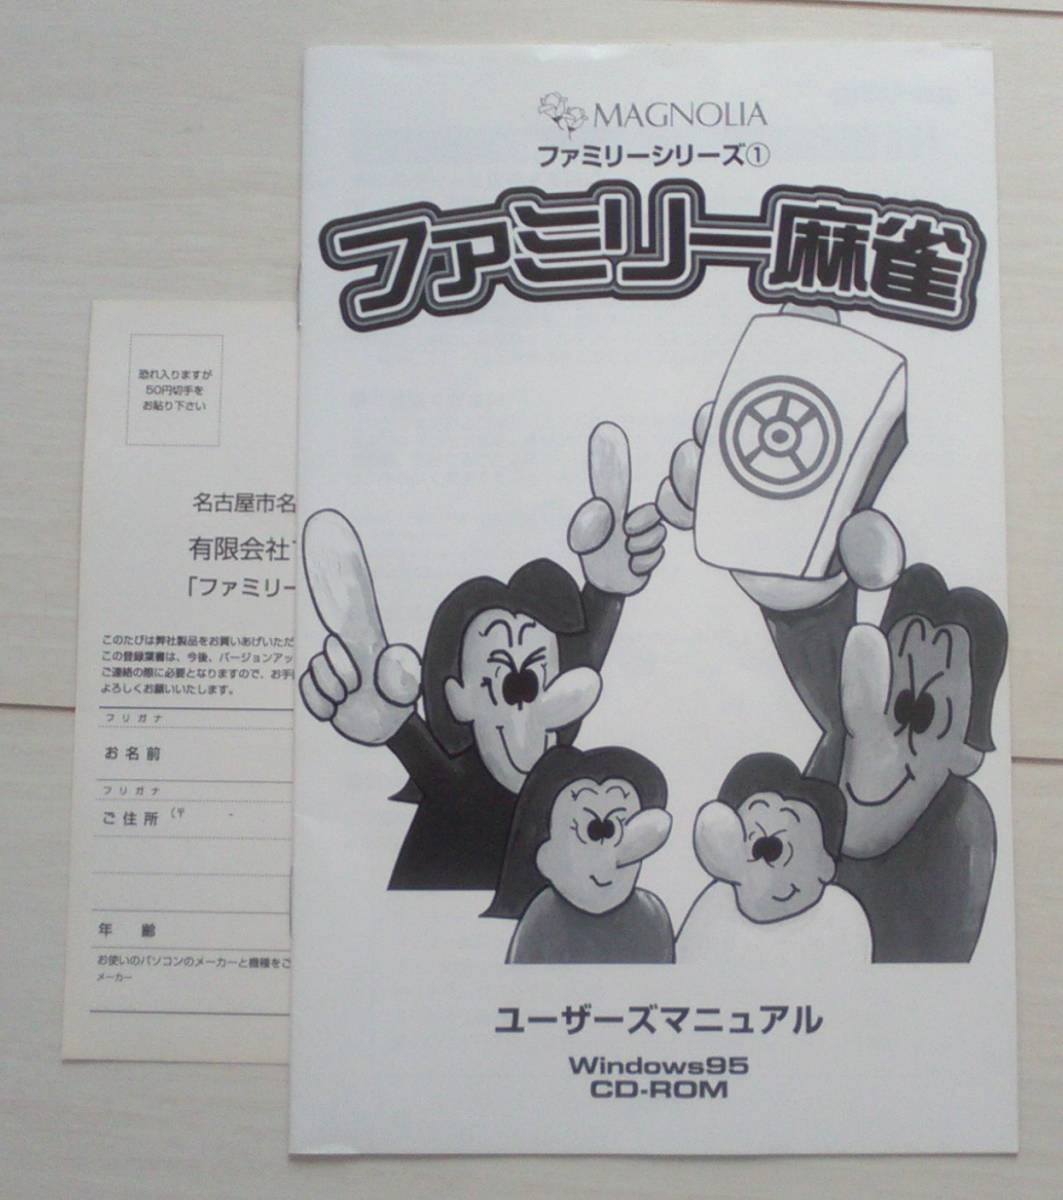 MAGNOLIA
ファミリーシリーズ①
ファミリー麻雀
ユーザーズマニュアル
Windows95
CD-ROM
恐れ入りますが
50円切手を
お貼り下さい
名古屋市名
有限会社
「ファミリー
このたびは弊社製品をお買いあげいただ
この登録葉書は、今後、バージョンアッ
ご連絡の際に必要となりますので、お手
よろしくお願いいたします。
フリガナ
お名前
フリガナ
ご住所 (〒 -
年 齢
お使いのパソコンのメーカーと機種をご
メーカー